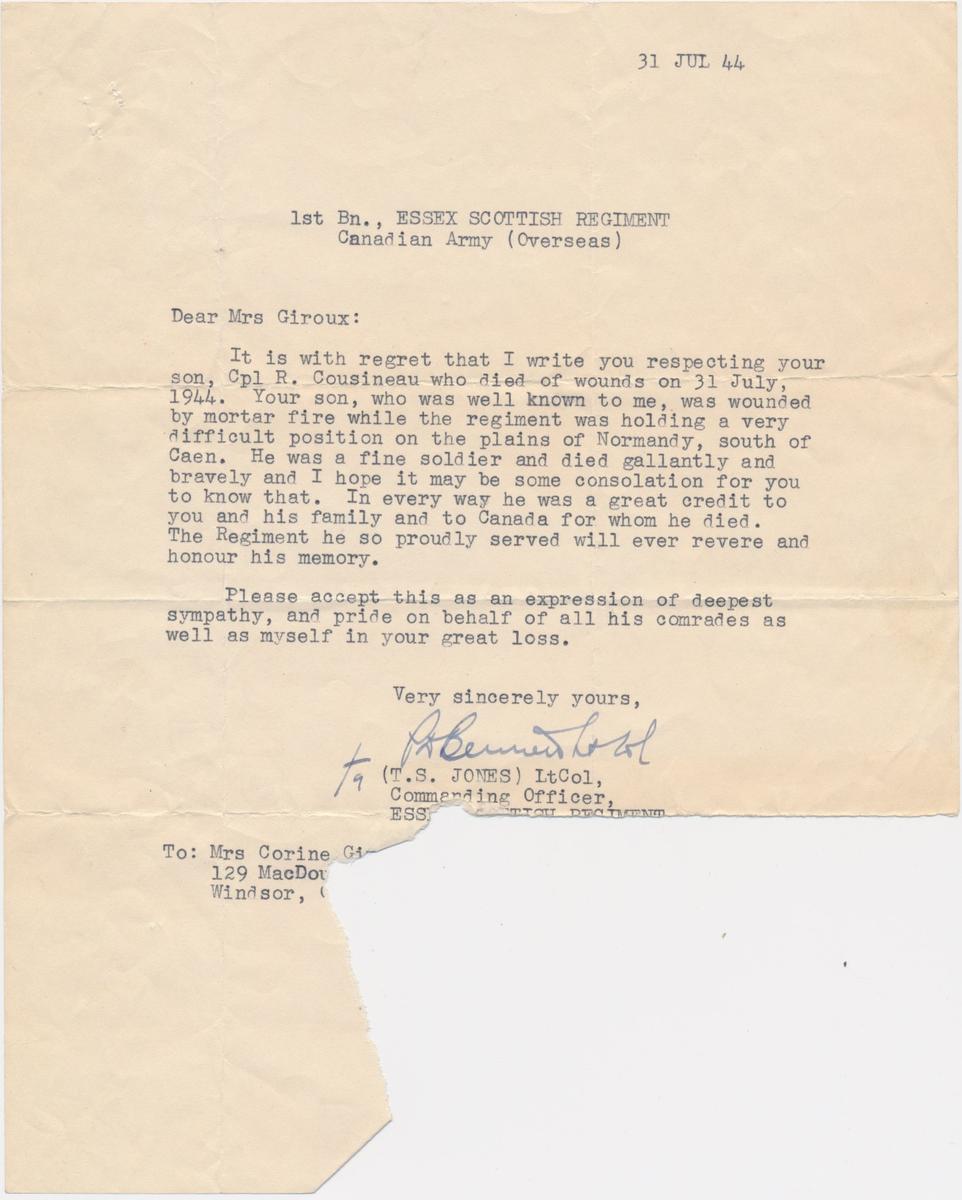 31 JUL 44
1st Bn., ESSEX SCOTTISH REGIMENT
Canadian Army (Overseas)
Dear Mrs Giroux:
It is with regret that I write you respecting your
son, Cpl R. Cousineau who died of wounds on 31 July,
1944. Your son, who was well known to me, was wounded
by mortar fire while the regiment was holding a very
difficult position on the plains of Normandy, south of
Caen. He was a fine soldier and died gallantly and
bravely and I hope it may be some consolation for you
to know that. In every way he was a great credit to
you and his family and to Canada for whom he died.
The Regiment he so proudly served will ever revere and
honour his memory.
Please accept this as an expression of deepest
sympathy, and pride on behalf of all his comrades as
well as myself in your great loss.
Very sincerely yours,
(T.S. JONES) LtCol,
Commanding Officer,
REGIMENT
To: Mrs Corine
129
Windsor,